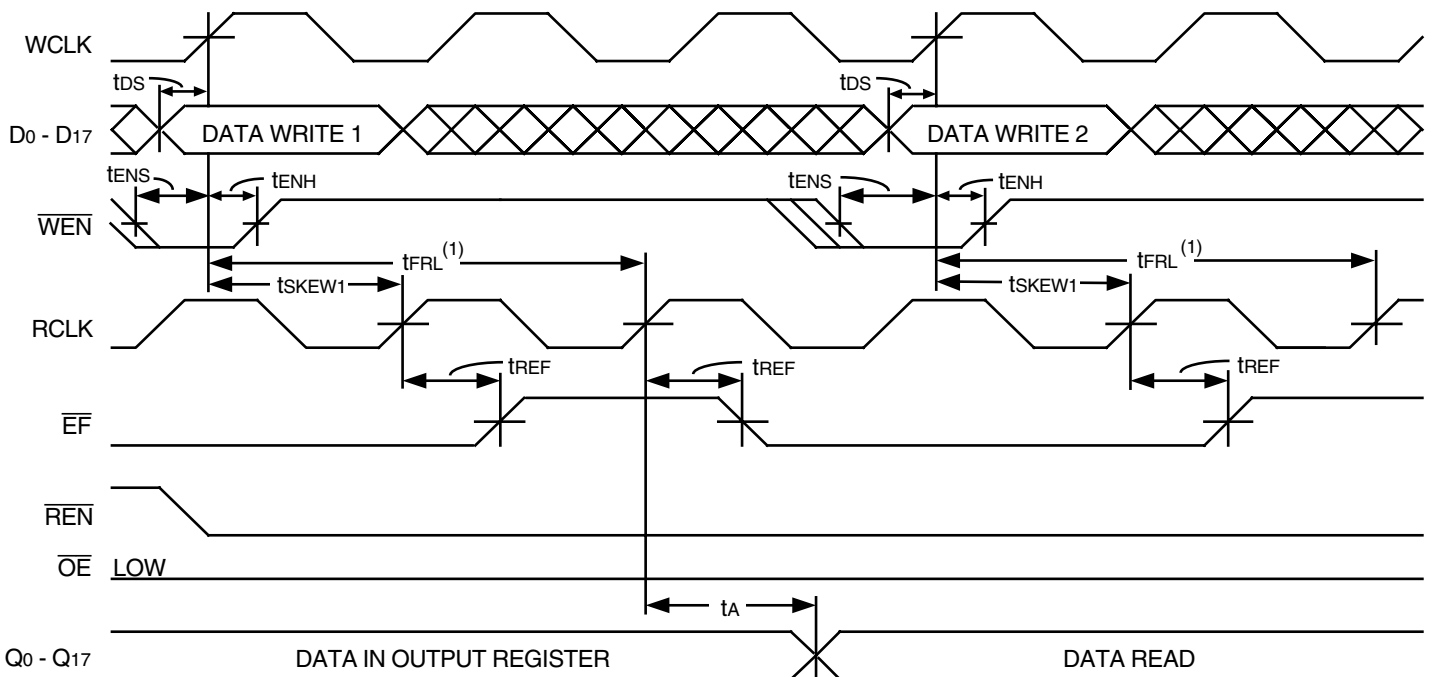 WCLK
tDS tDS
D0 - D17 DATA WRITE 1 DATA WRITE 2
tENS tENH tENS tENH
WEN
tFRL(1) tFRL(1)
tSKEW1 tSKEW1
RCLK
tREF tREF tREF
EF
REN
OE LOW
tA
Q0 - Q17 DATA IN OUTPUT REGISTER DATA READ